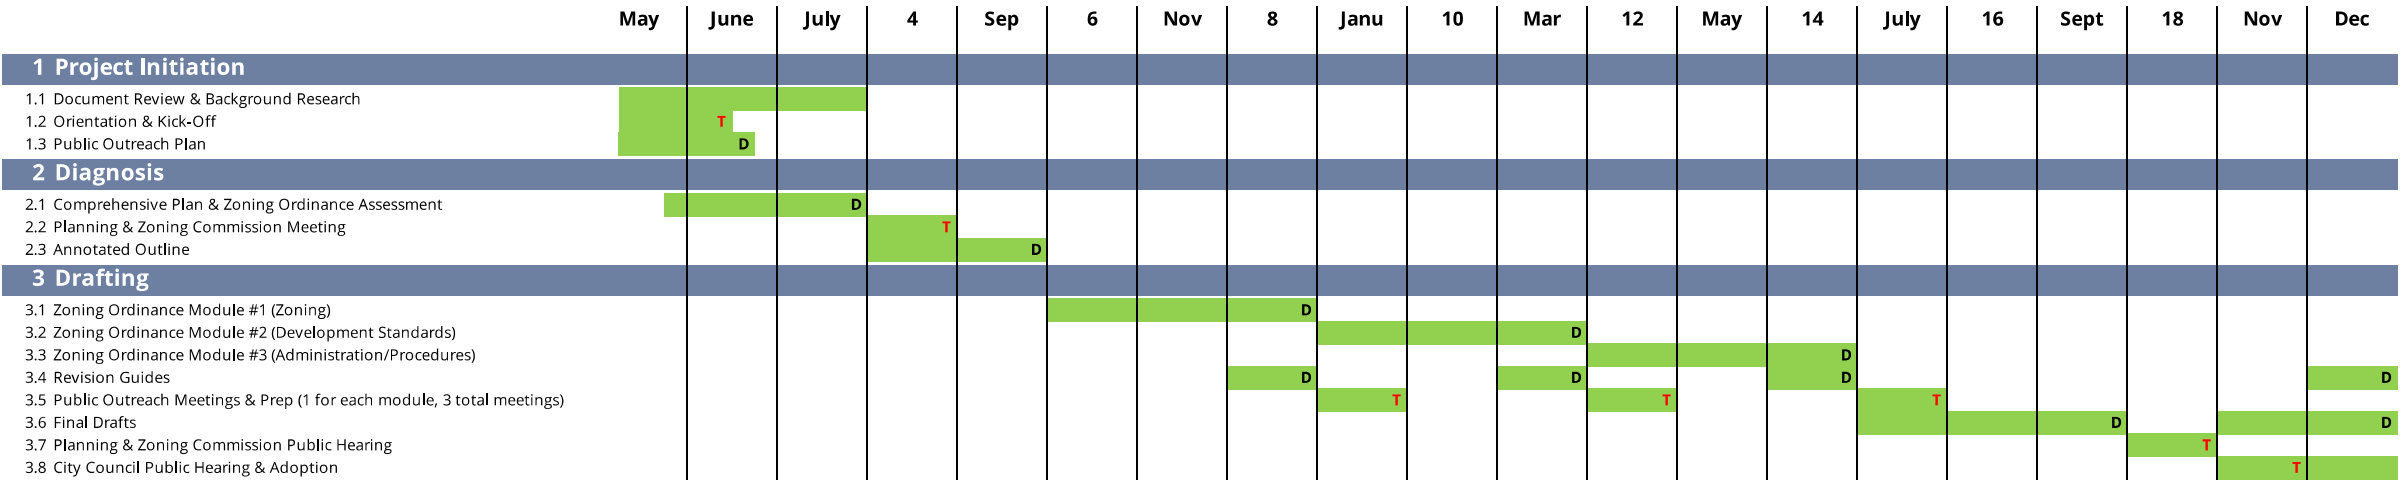 May June July 4 Sep 6 Nov 8 Janu 10 Mar 12 May 14 July 16 Sept 18 Nov Dec
1 Project Initiation
1.1 Document Review & Background Research
1.2 Orientation & Kick-Off T
1.3 Public Outreach Plan D
2 Diagnosis
2.1 Comprehensive Plan & Zoning Ordinance Assessment D
2.2 Planning & Zoning Commission Meeting T
2.3 Annotated Outline D
3 Drafting
3.1 Zoning Ordinance Module #1 (Zoning) D
3.2 Zoning Ordinance Module #2 (Development Standards) D
3.3 Zoning Ordinance Module #3 (Administration/Procedures) D
3.4 Revision Guides D D D D
3.5 Public Outreach Meetings & Prep (1 for each module, 3 total meetings) T T T
3.6 Final Drafts D D
3.7 Planning & Zoning Commission Public Hearing T
3.8 City Council Public Hearing & Adoption T